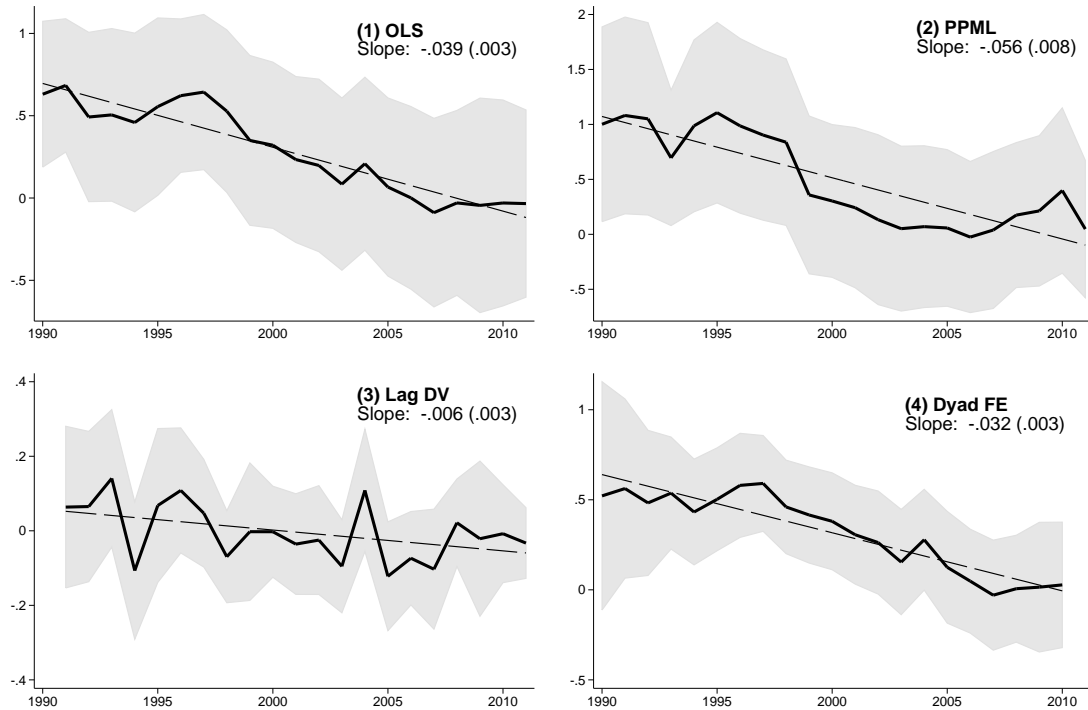 (1) OLS
Slope: -.039 (.003)
1
.5
0
-.5
1990 1995 2000 2005 2010
(2) PPML
Slope: -.056 (.008)
2
1.5
1
.5
0
-.5
1990 1995 2000 2005 2010
(3) Lag DV
Slope: -.006 (.003)
.4
.2
0
-.2
-.4
1990 1995 2000 2005 2010
(4) Dyad FE
Slope: -.032 (.003)
1
.5
0
-.5
1990 1995 2000 2005 2010